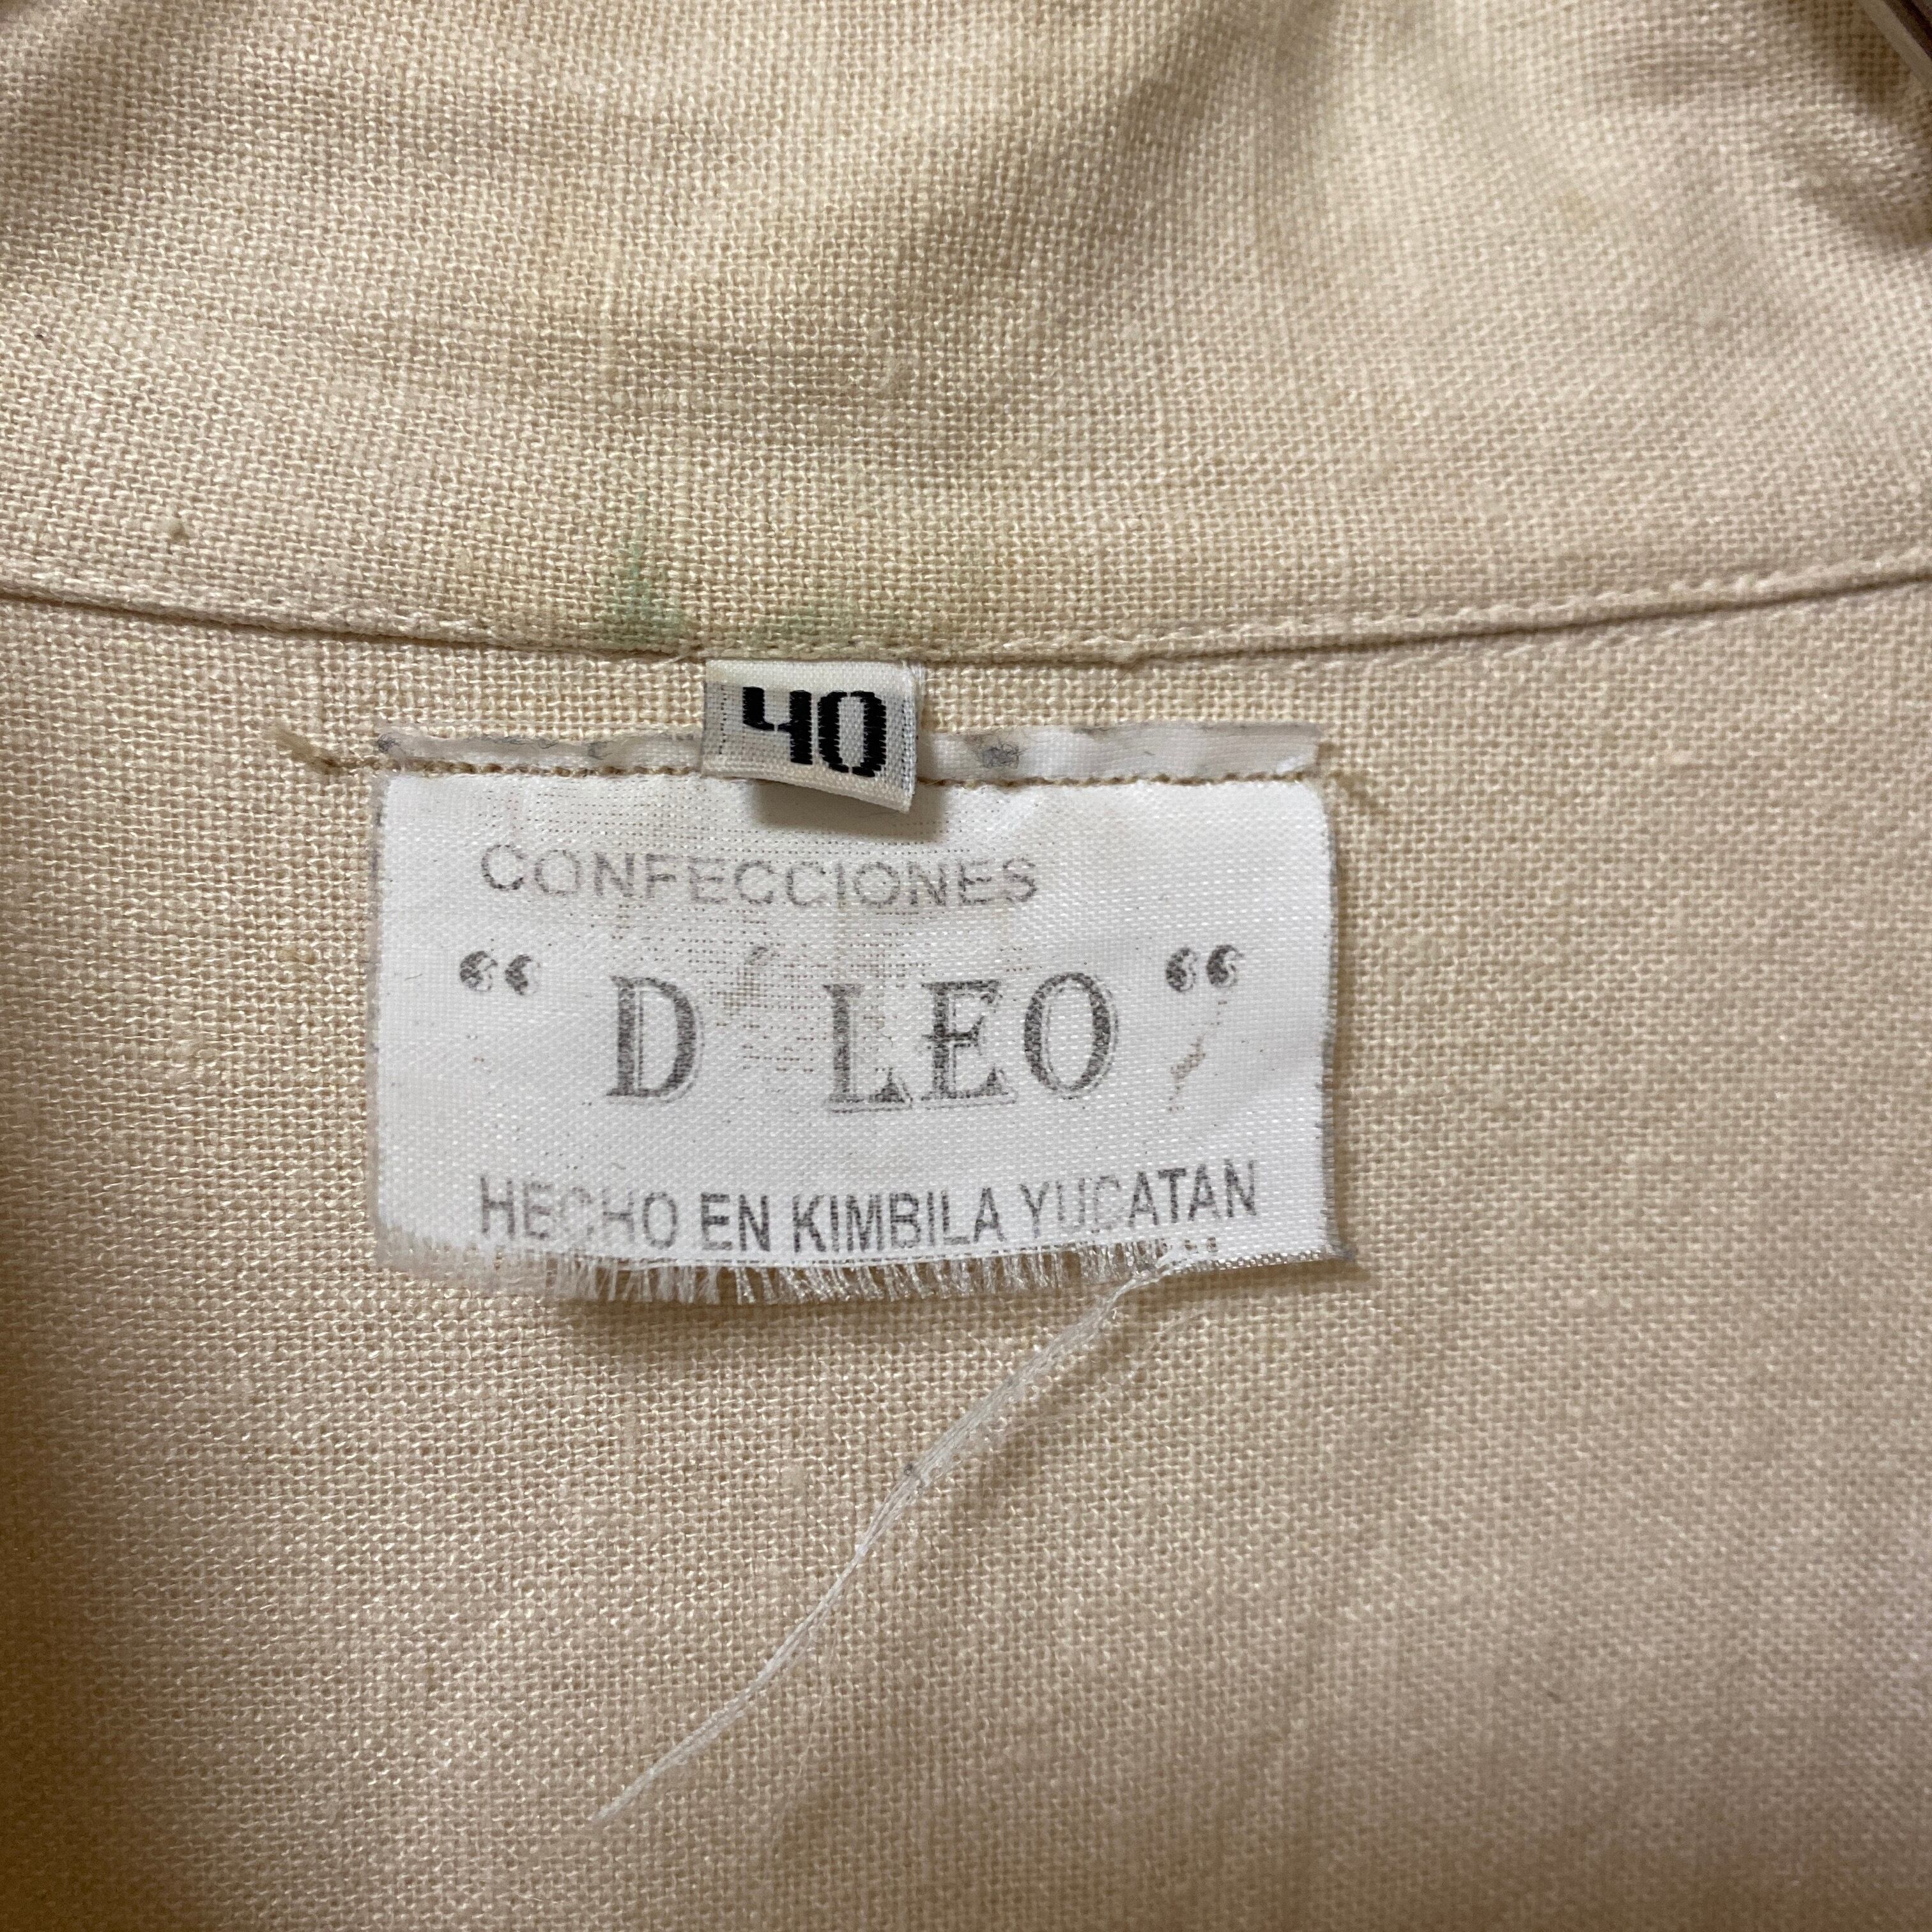 40
CONFECCIONES
“ D´LEO “
HECHO EN KIMBILA YUCATAN